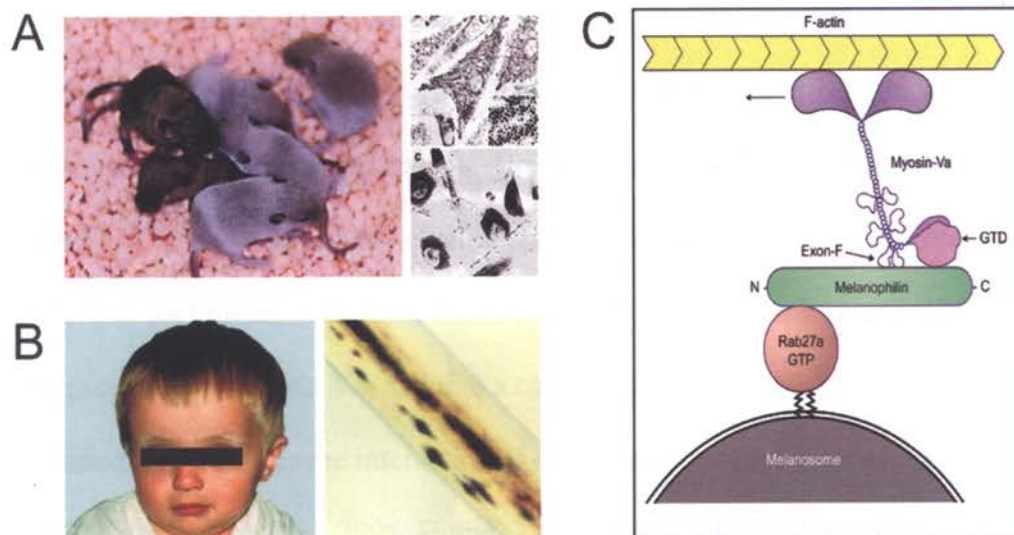 A
c
B
C
F-actin
Myosin-Va
Exon-F
GTD
N
Melanophilin
C
Rab27a
GTP
Melanosome